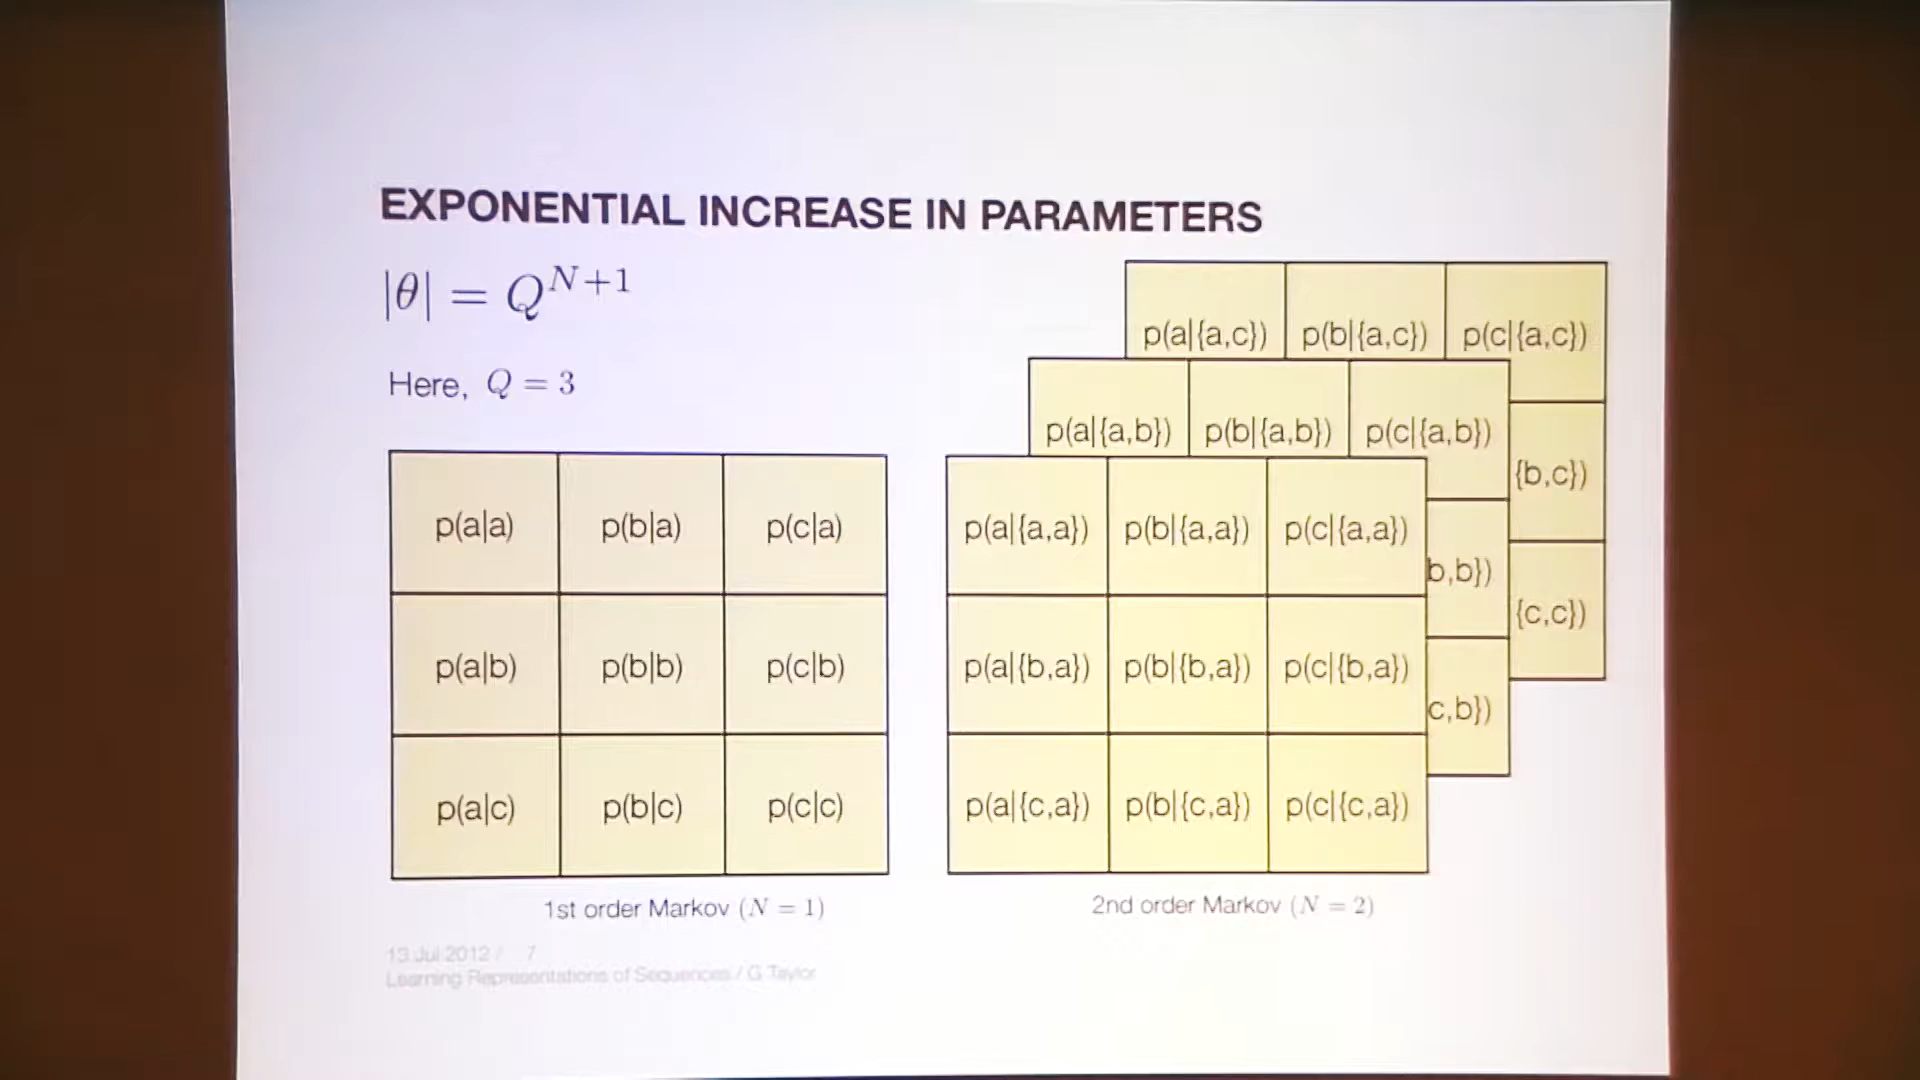 EXPONENTIAL INCREASE IN PARAMETERS
|θ| = Q^{N+1}
Here, Q = 3
p(a|a) p(b|a) p(c|a)
p(a|b) p(b|b) p(c|b)
p(a|c) p(b|c) p(c|c)
1st order Markov (N = 1)
p(a|{a,c}) p(b|{a,c}) p(c|{a,c})
{b,c})
{c,c})
p(a|{a,b}) p(b|{a,b}) p(c|{a,b})
b,b})
c,b})
p(a|{a,a}) p(b|{a,a}) p(c|{a,a})
p(a|{b,a}) p(b|{b,a}) p(c|{b,a})
p(a|{c,a}) p(b|{c,a}) p(c|{c,a})
2nd order Markov (N = 2)
13 Jul 2012 / 7
Learning Representations of Sequences / G Taylor